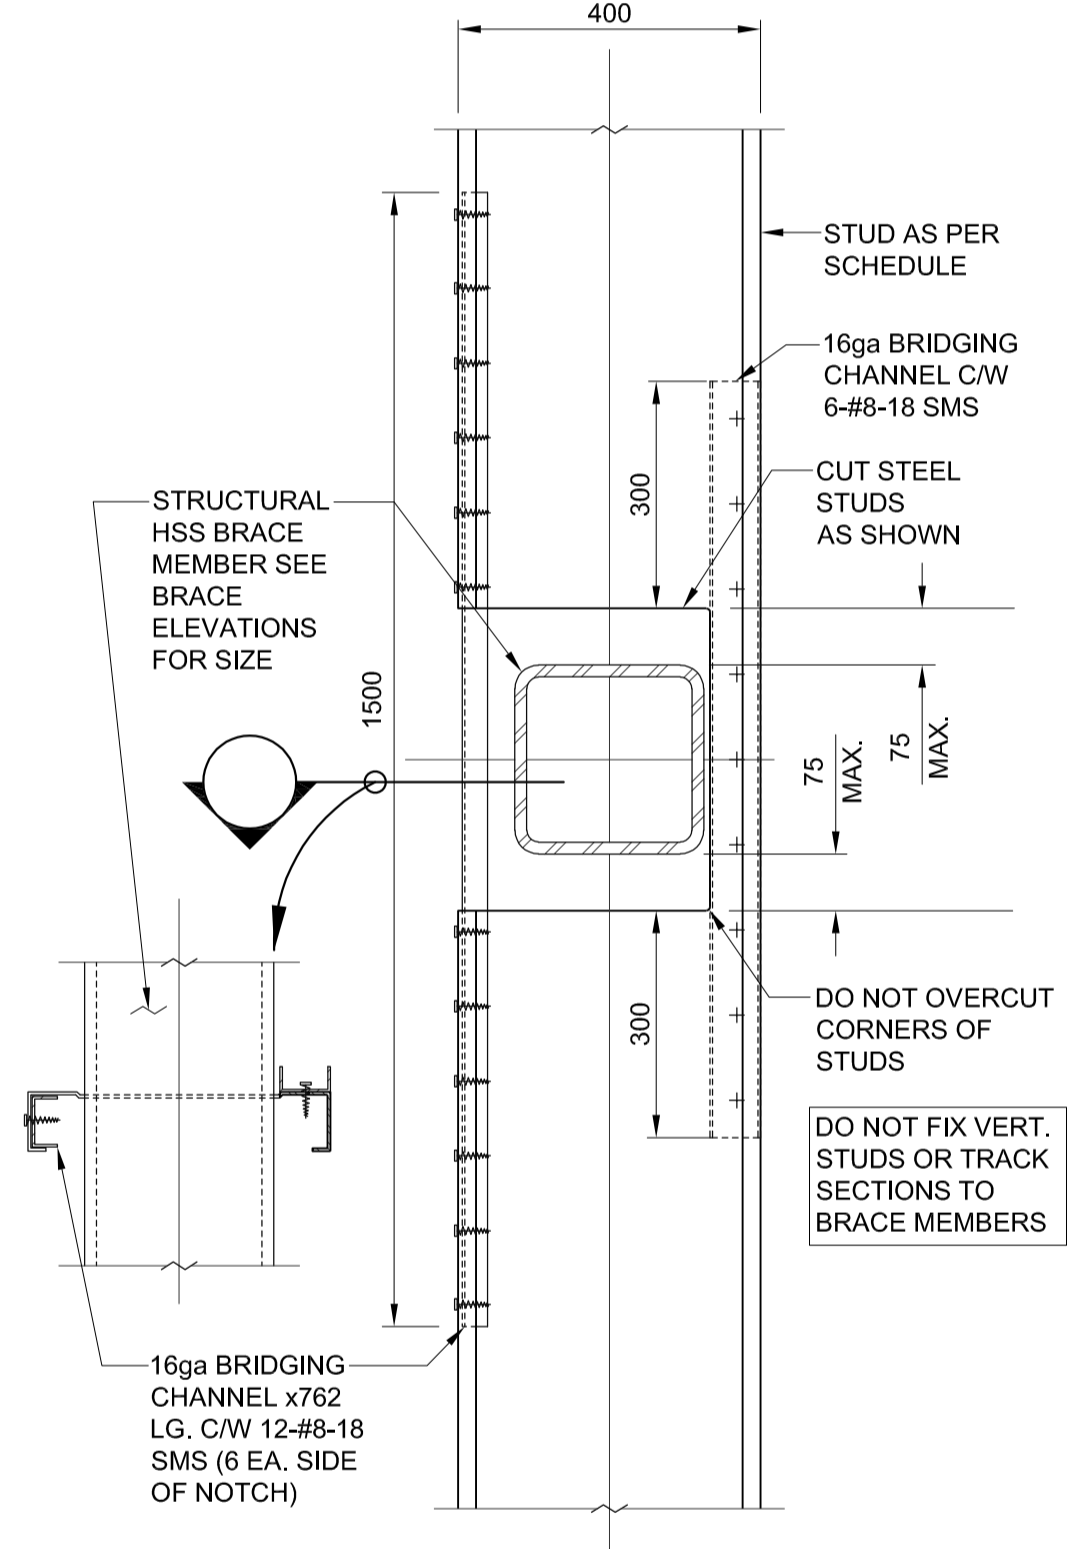 400
STUD AS PER
SCHEDULE
16ga BRIDGING
CHANNEL C/W
6-#8-18 SMS
300
CUT STEEL
STUDS
AS SHOWN
STRUCTURAL
HSS BRACE
MEMBER SEE
BRACE
ELEVATIONS
FOR SIZE
1500
75
MAX.
75
MAX.
300
DO NOT OVERCUT
CORNERS OF
STUDS
DO NOT FIX VERT.
STUDS OR TRACK
SECTIONS TO
BRACE MEMBERS
16ga BRIDGING
CHANNEL x762
LG. C/W 12-#8-18
SMS (6 EA. SIDE
OF NOTCH)